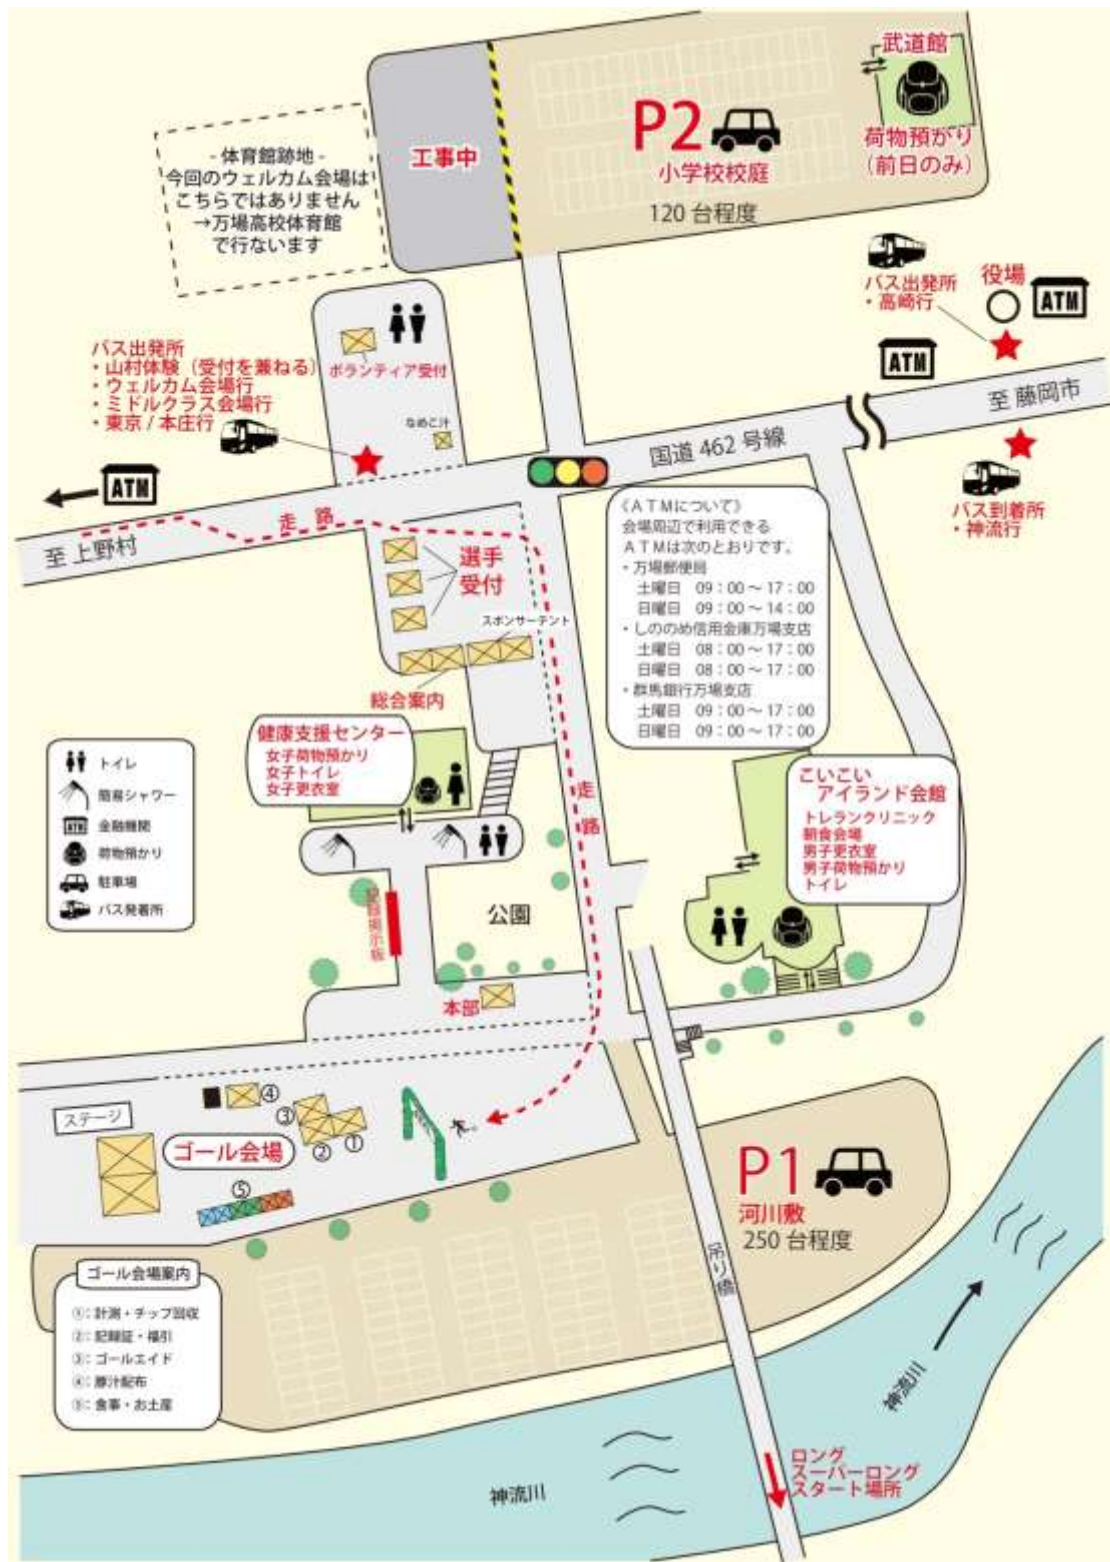 武道館
P2
工事中
荷物預かり
(前日のみ)
小学校校庭
120 台程度
- 体育館跡地 -
今回のウェルカム会場は
こちらではありません
→万場高校体育館
で行ないます
バス出発所
・高崎行
役場
ATM
ATM
バス出発所
・山村体験（受付を兼ねる）
・ウェルカム会場行
・ミドルクラス会場行
・東京 / 本庄行
ボランティア受付
なめこ汁
至 藤岡市
国道 462 号線
ATM
バス到着所
・神流行
走 路
至 上野村
選手
受付
スポンサーテント
総合案内
《ＡＴＭについて》
会場周辺で利用できる
ＡＴＭは次のとおりです。
・万場郵便局
土曜日 09：00 ～ 17：00
日曜日 09：00 ～ 14：00
・しののめ信用金庫万場支店
土曜日 08：00 ～ 17：00
日曜日 08：00 ～ 17：00
・群馬銀行万場支店
土曜日 09：00 ～ 17：00
日曜日 09：00 ～ 17：00
健康支援センター
女子荷物預かり
女子トイレ
女子更衣室
トイレ
簡易シャワー
ATM 金融機関
荷物預かり
駐車場
バス発着所
走 路
こいこい
アイランド会館
トレランクリニック
朝食会場
男子更衣室
男子荷物預かり
トイレ
記録掲示板
公園
本部
ステージ
④
③
②
①
ゴール会場
⑤
P1
河川敷
250 台程度
吊り橋
ゴール会場案内
①：計測・チップ回収
②：記録証・福引
③：ゴールエイド
④：豚汁配布
⑤：食事・お土産
神流川
神流川
ロング
スーパーロング
スタート場所